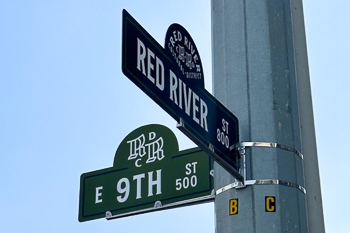 RED RIVER
CULTURAL DISTRICT
RED RIVER ST
800
RR
D
C
E 9TH ST
500
B C